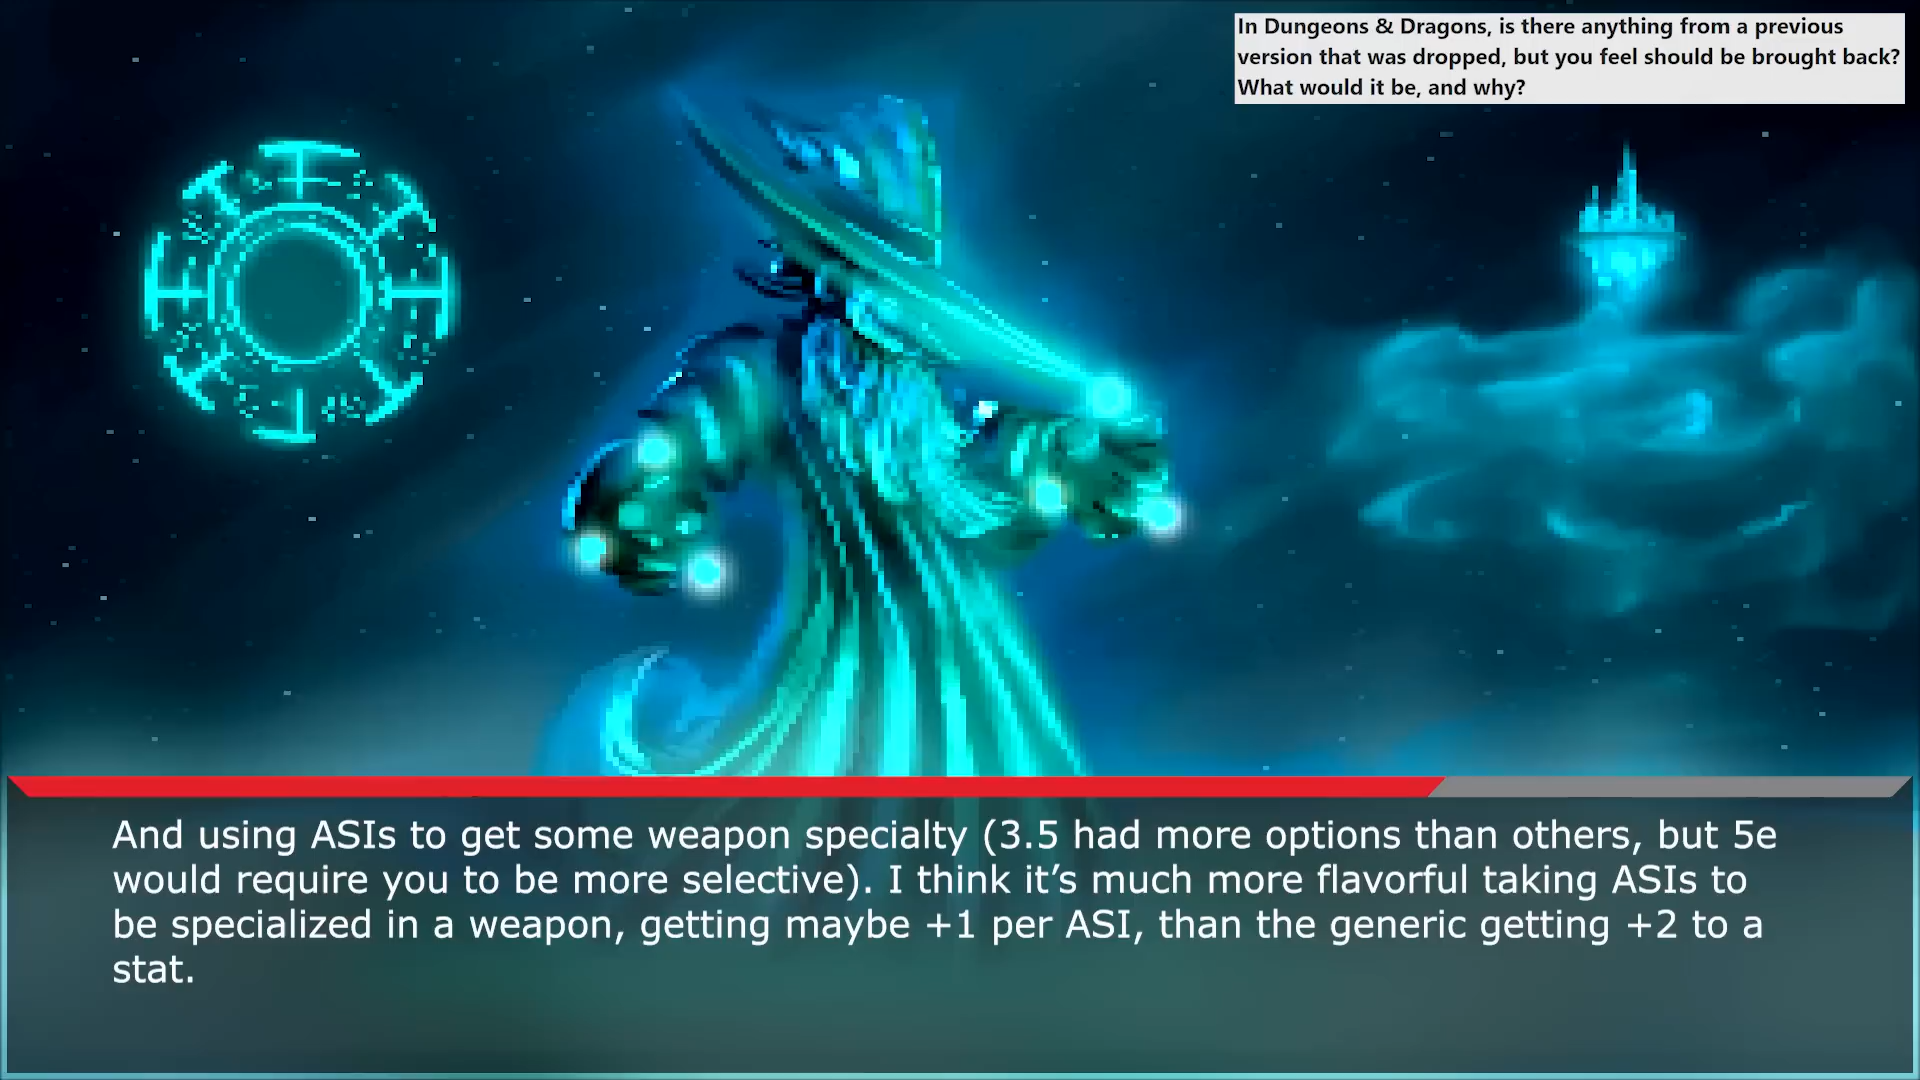 In Dungeons & Dragons, is there anything from a previous
version that was dropped, but you feel should be brought back?
What would it be, and why?
And using ASIs to get some weapon specialty (3.5 had more options than others, but 5e
would require you to be more selective). I think it’s much more flavorful taking ASIs to
be specialized in a weapon, getting maybe +1 per ASI, than the generic getting +2 to a
stat.